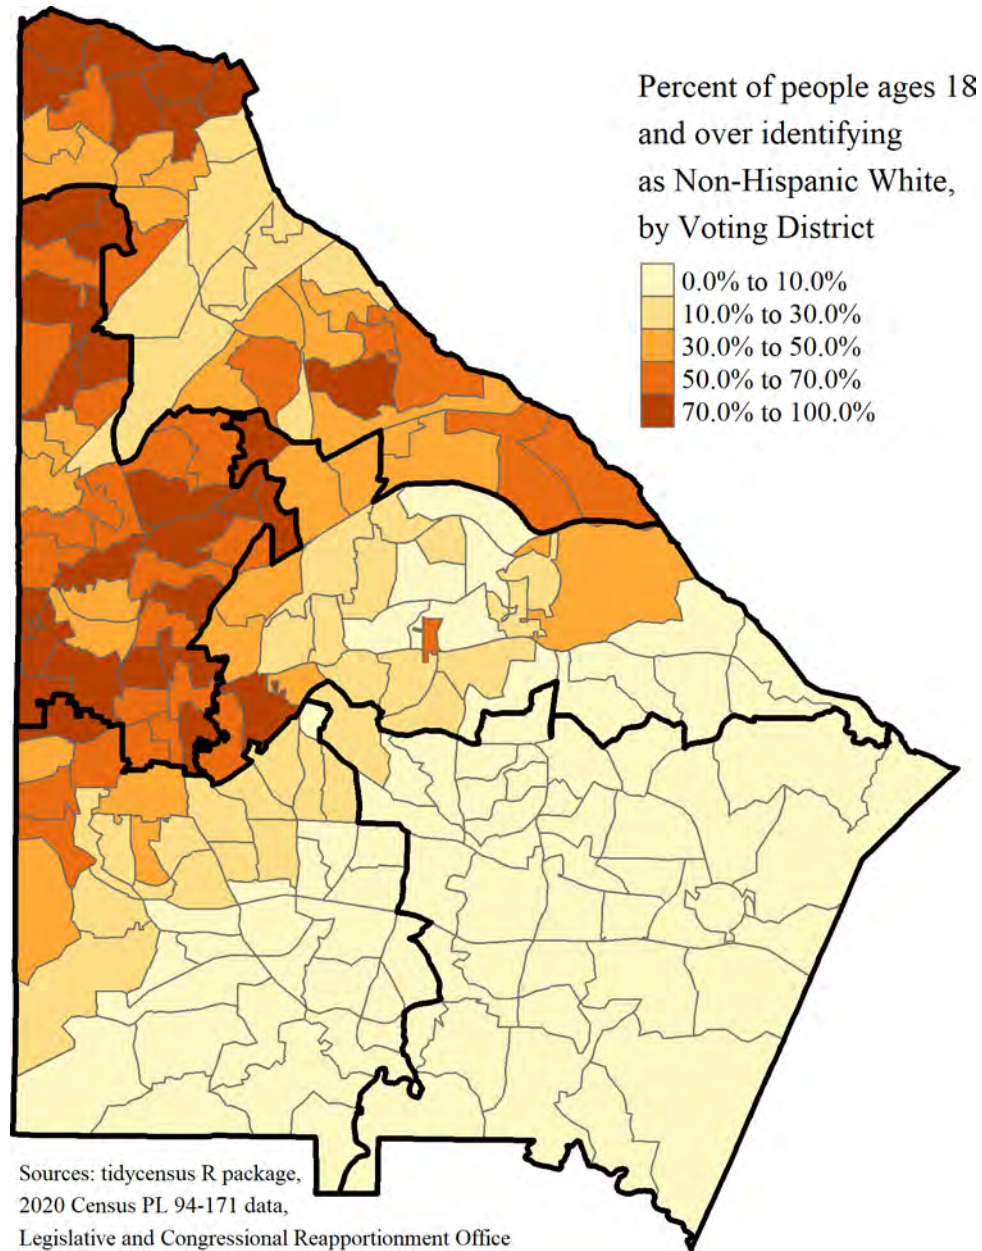 Percent of people ages 18
and over identifying
as Non-Hispanic White,
by Voting District
0.0% to 10.0%
10.0% to 30.0%
30.0% to 50.0%
50.0% to 70.0%
70.0% to 100.0%
Sources: tidycensus R package,
2020 Census PL 94-171 data,
Legislative and Congressional Reapportionment Office